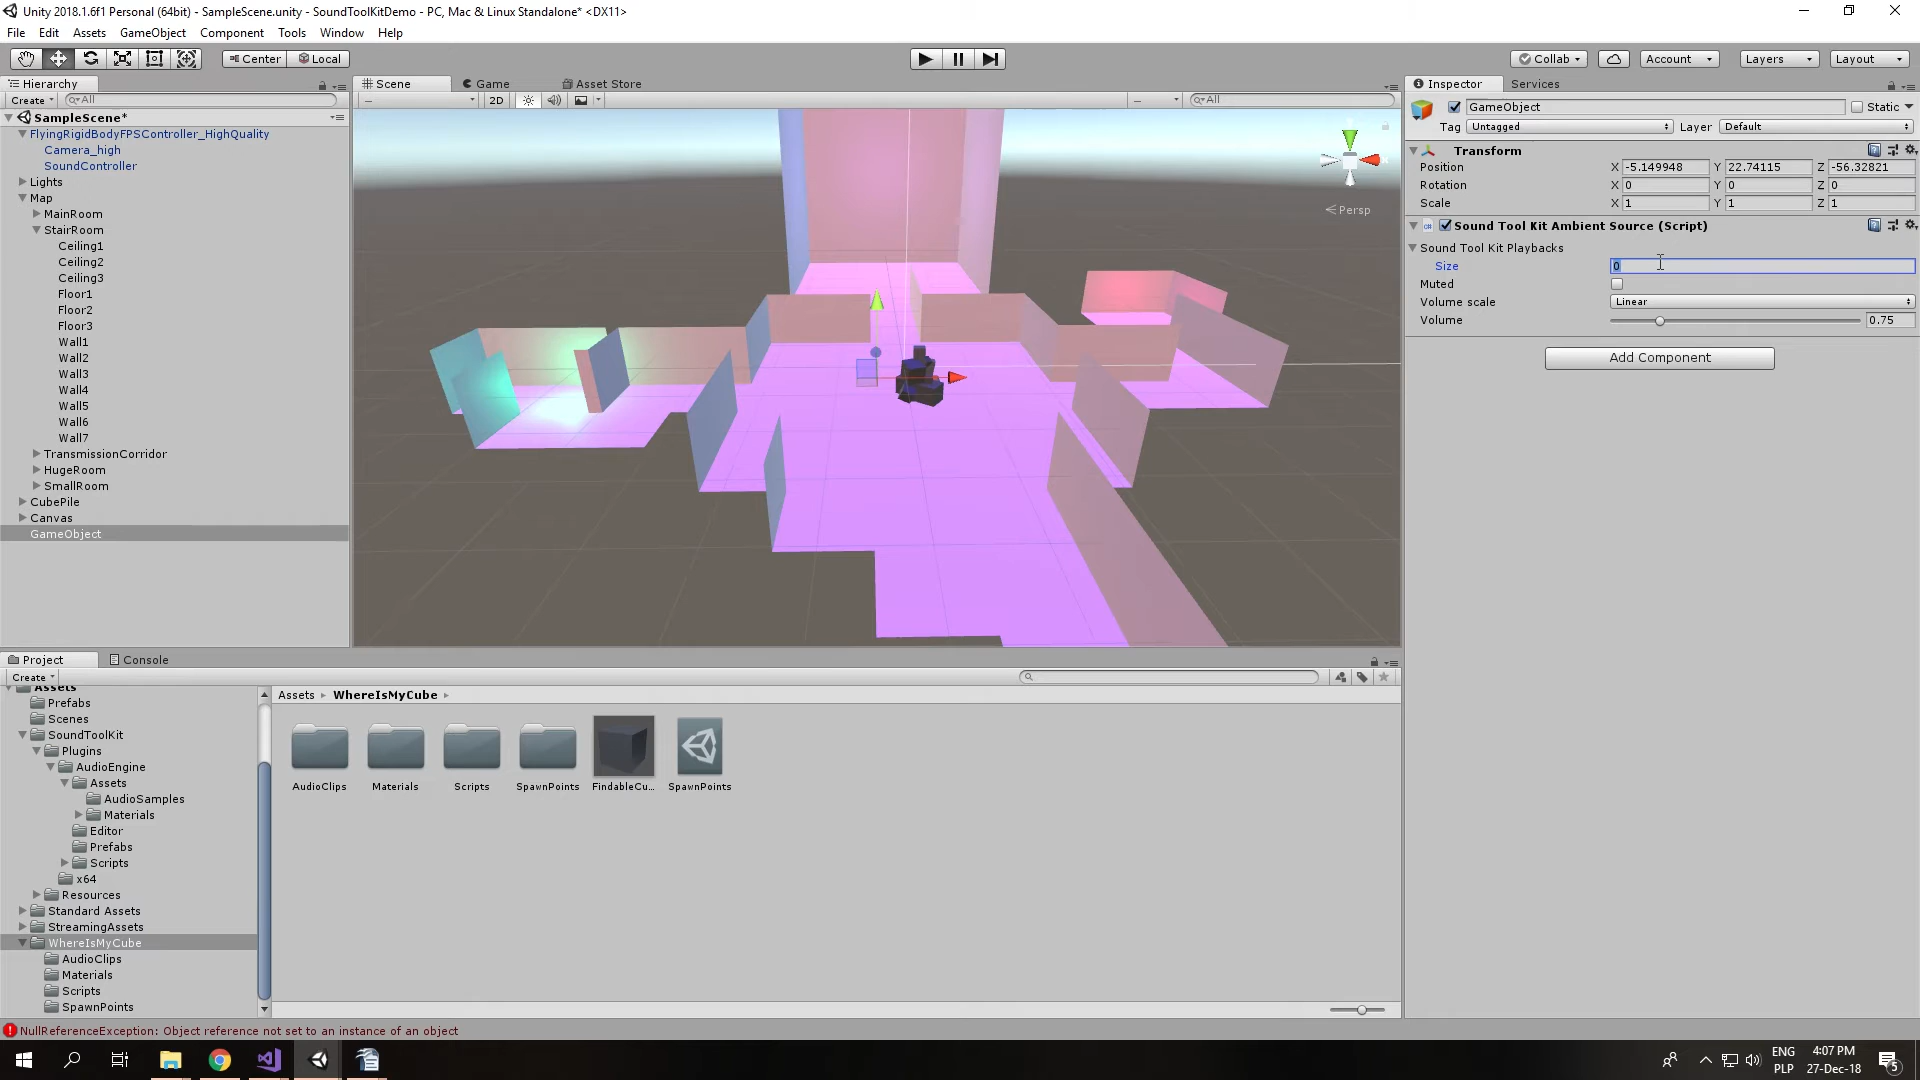 Unity 2018.1.6f1 Personal (64bit) - SampleScene.unity - SoundToolKitDemo - PC, Mac & Linux Standalone* <DX11>
File Edit Assets GameObject Component Tools Window Help
Center Local Collab Account Layers Layout
Hierarchy Scene Game Asset Store Inspector Services
Create All 2D All GameObject Static
SampleScene* Tag Untagged Layer Default
FlyingRigidBodyFPSController_HighQuality
Camera_high Transform
SoundController Position X -5.149948 Y 22.74115 Z -56.32821
Lights Rotation X 0 Y 0 Z 0
Map Scale X 1 Y 1 Z 1
MainRoom Persp
StairRoom Sound Tool Kit Ambient Source (Script)
Ceiling1 Sound Tool Kit Playbacks
Ceiling2 Size 0
Ceiling3 Muted
Floor1 Volume scale Linear
Floor2 Volume 0.75
Floor3
Wall1
Wall2 Add Component
Wall3
Wall4
Wall5
Wall6
Wall7
TransmissionCorridor
HugeRoom
SmallRoom
CubePile
Canvas
GameObject
Project Console
Create
Assets Assets WhereIsMyCube
Prefabs
Scenes
SoundToolKit
Plugins
AudioEngine
Assets AudioClips Materials Scripts SpawnPoints FindableCu... SpawnPoints
AudioSamples
Materials
Editor
Prefabs
Scripts
x64
Resources
Standard Assets
StreamingAssets
WhereIsMyCube
AudioClips
Materials
Scripts
SpawnPoints
NullReferenceException: Object reference not set to an instance of an object
ENG 4:07 PM
PLP 27-Dec-18 5